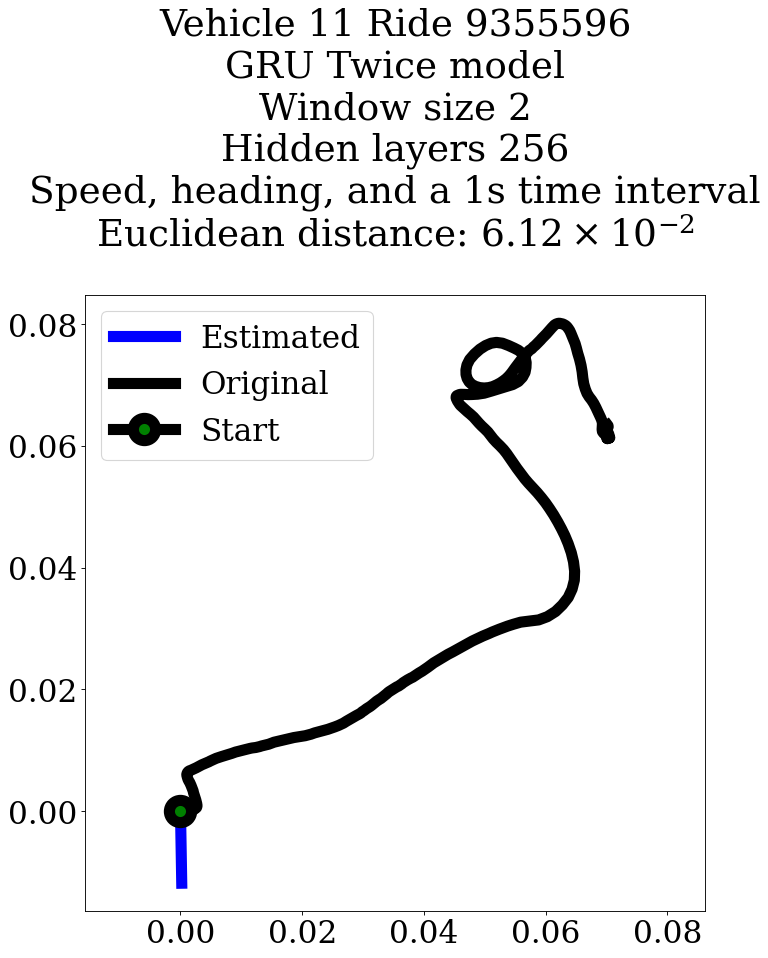 Vehicle 11 Ride 9355596
GRU Twice model
Window size 2
Hidden layers 256
Speed, heading, and a 1s time interval
Euclidean distance: 6.12 × 10⁻²
Estimated
Original
Start
0.08
0.06
0.04
0.02
0.00
0.00 0.02 0.04 0.06 0.08